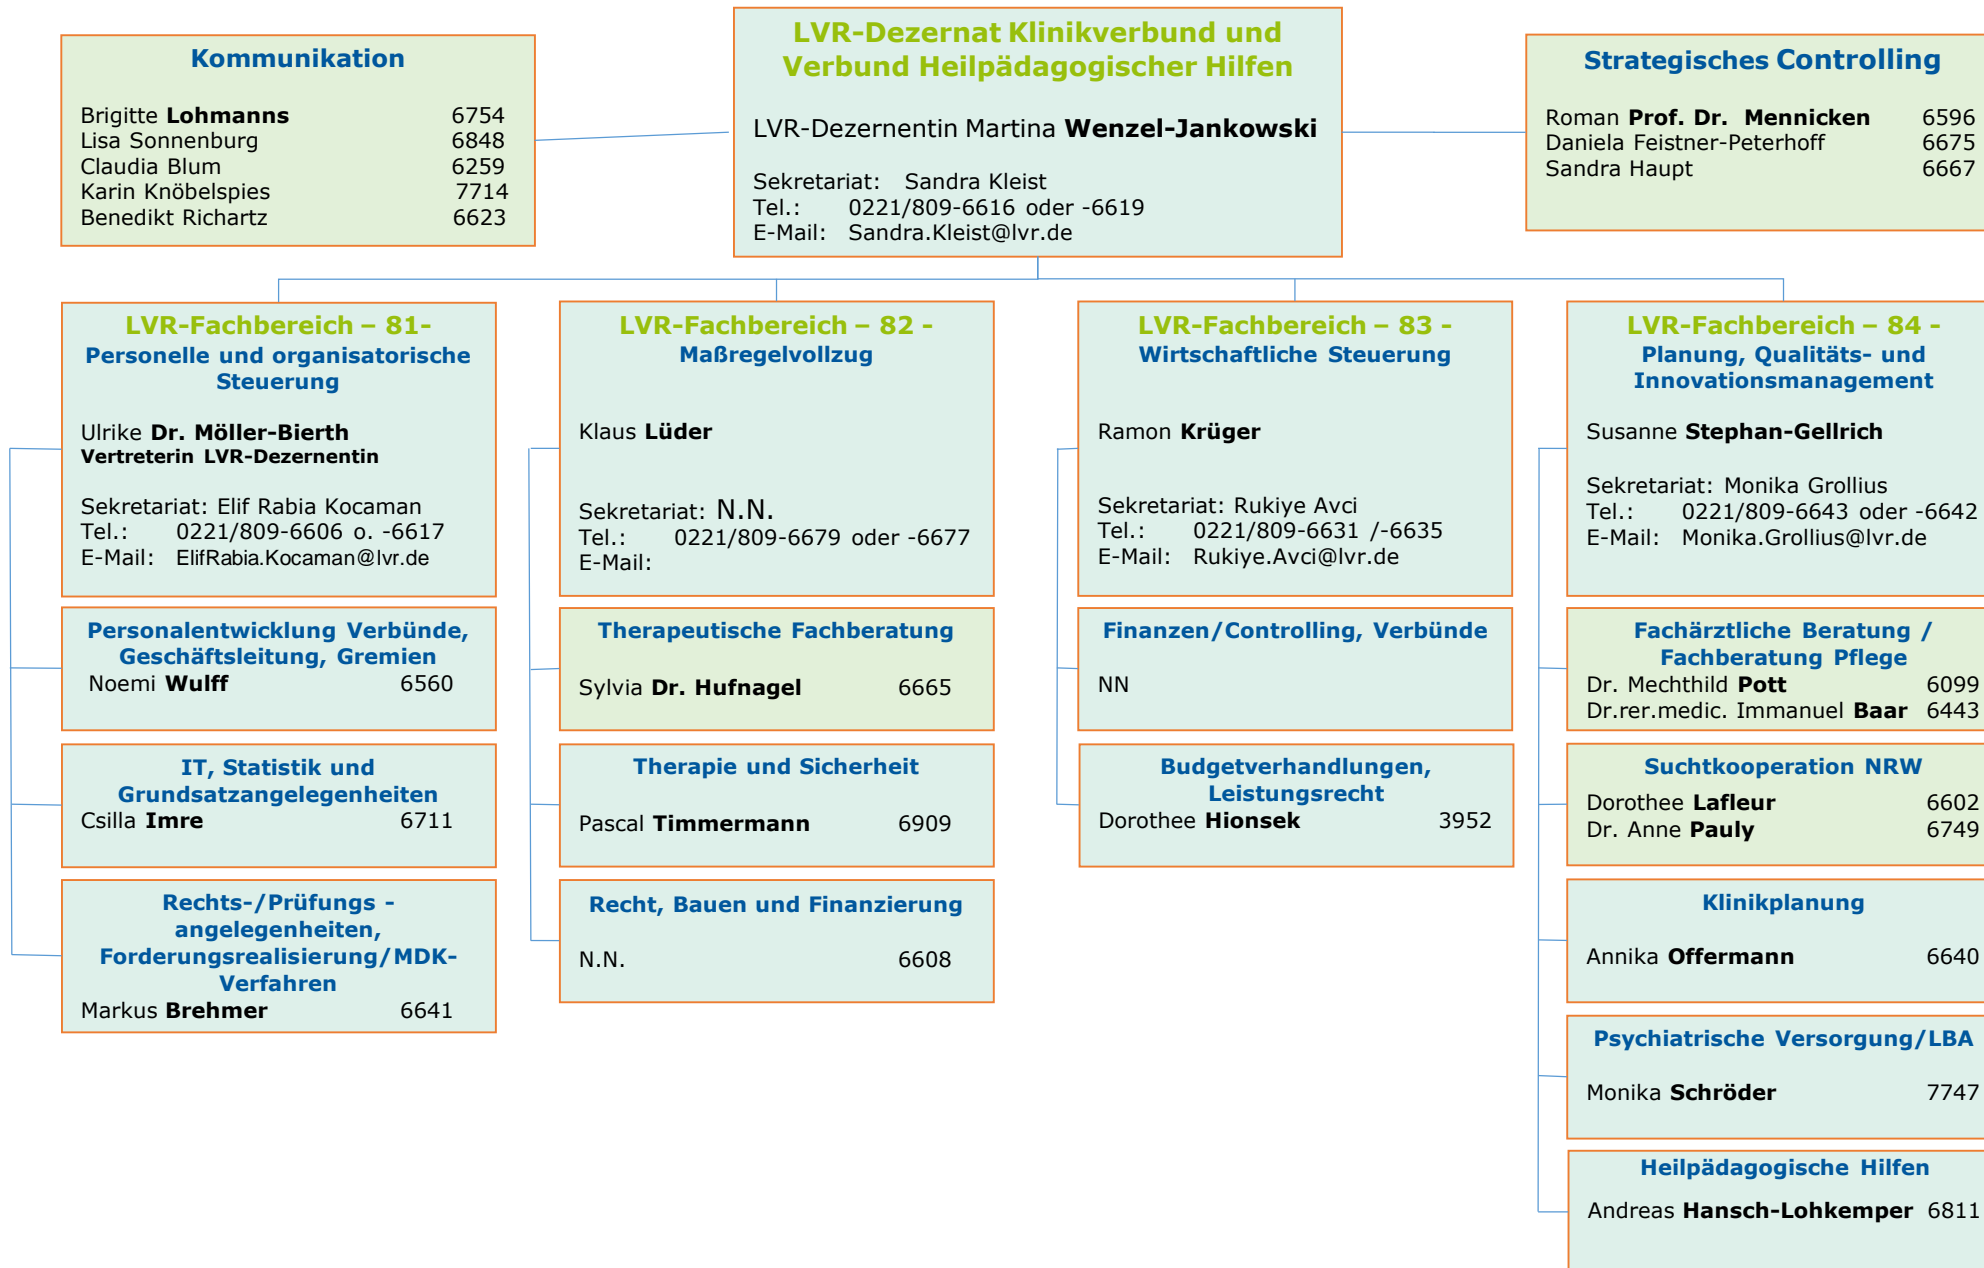 Kommunikation
Brigitte Lohmanns 6754
Lisa Sonnenburg 6848
Claudia Blum 6259
Karin Knöbelspies 7714
Benedikt Richartz 6623
LVR-Dezernat Klinikverbund und
Verbund Heilpädagogischer Hilfen
LVR-Dezernentin Martina Wenzel-Jankowski
Sekretariat: Sandra Kleist
Tel.: 0221/809-6616 oder -6619
E-Mail: Sandra.Kleist@lvr.de
Strategisches Controlling
Roman Prof. Dr. Mennicken 6596
Daniela Feistner-Peterhoff 6675
Sandra Haupt 6667
LVR-Fachbereich – 81-
Personelle und organisatorische
Steuerung
Ulrike Dr. Möller-Bierth
Vertreterin LVR-Dezernentin
Sekretariat: Elif Rabia Kocaman
Tel.: 0221/809-6606 o. -6617
E-Mail: ElifRabia.Kocaman@lvr.de
Personalentwicklung Verbünde,
Geschäftsleitung, Gremien
Noemi Wulff 6560
IT, Statistik und
Grundsatzangelegenheiten
Csilla Imre 6711
Rechts-/Prüfungs -
angelegenheiten,
Forderungsrealisierung/MDK-
Verfahren
Markus Brehmer 6641
LVR-Fachbereich – 82 -
Maßregelvollzug
Klaus Lüder
Sekretariat: N.N.
Tel.: 0221/809-6679 oder -6677
E-Mail:
Therapeutische Fachberatung
Sylvia Dr. Hufnagel 6665
Therapie und Sicherheit
Pascal Timmermann 6909
Recht, Bauen und Finanzierung
N.N. 6608
LVR-Fachbereich – 83 -
Wirtschaftliche Steuerung
Ramon Krüger
Sekretariat: Rukiye Avci
Tel.: 0221/809-6631 /-6635
E-Mail: Rukiye.Avci@lvr.de
Finanzen/Controlling, Verbünde
NN
Budgetverhandlungen,
Leistungsrecht
Dorothee Hionsek 3952
LVR-Fachbereich – 84 -
Planung, Qualitäts- und
Innovationsmanagement
Susanne Stephan-Gellrich
Sekretariat: Monika Grollius
Tel.: 0221/809-6643 oder -6642
E-Mail: Monika.Grollius@lvr.de
Fachärztliche Beratung /
Fachberatung Pflege
Dr. Mechthild Pott 6099
Dr.rer.medic. Immanuel Baar 6443
Suchtkooperation NRW
Dorothee Lafleur 6602
Dr. Anne Pauly 6749
Klinikplanung
Annika Offermann 6640
Psychiatrische Versorgung/LBA
Monika Schröder 7747
Heilpädagogische Hilfen
Andreas Hansch-Lohkemper 6811